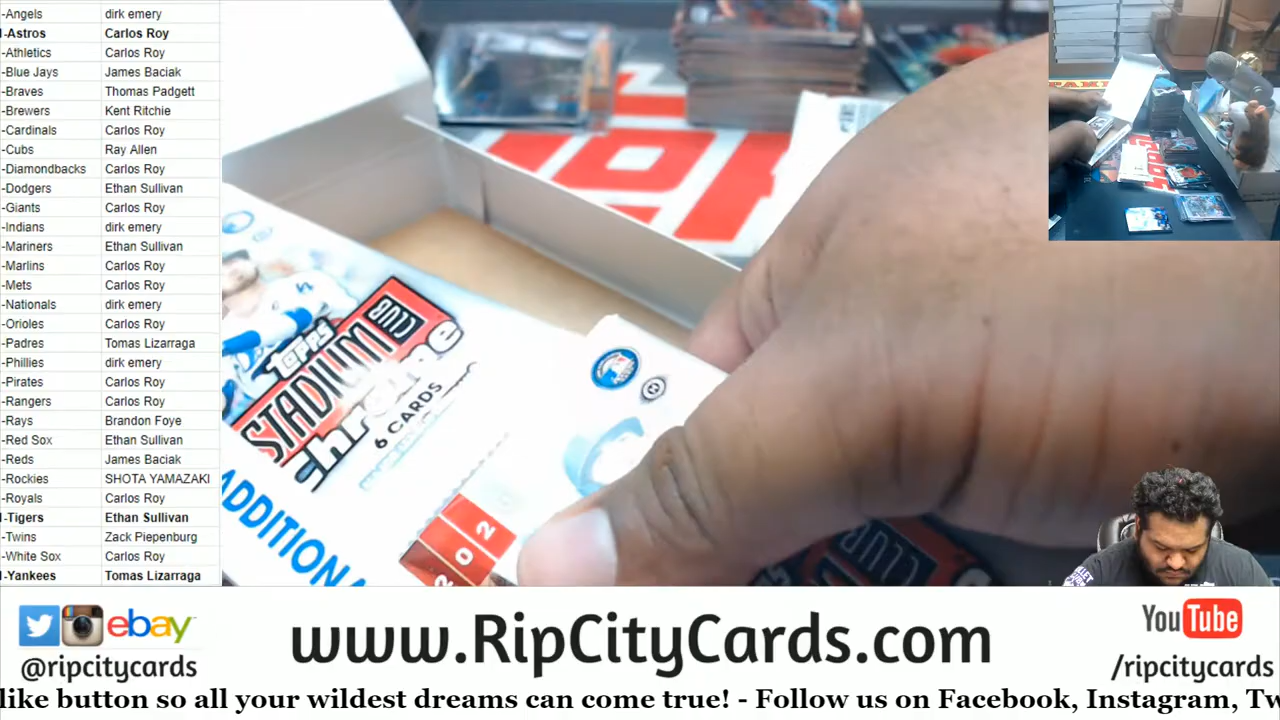 -Angels dirk emery
-Astros Carlos Roy
-Athletics Carlos Roy
-Blue Jays James Baciak
-Braves Thomas Padgett
-Brewers Kent Ritchie
-Cardinals Carlos Roy
-Cubs Ray Allen
-Diamondbacks Carlos Roy
-Dodgers Ethan Sullivan
-Giants Carlos Roy
-Indians dirk emery
-Mariners Ethan Sullivan
-Marlins Carlos Roy
-Mets Carlos Roy
-Nationals dirk emery
-Orioles Carlos Roy
-Padres Tomas Lizarraga
-Phillies dirk emery
-Pirates Carlos Roy
-Rangers Carlos Roy
-Rays Brandon Foye
-Red Sox Ethan Sullivan
-Reds James Baciak
-Rockies SHOTA YAMAZAKI
-Royals Carlos Roy
-Tigers Ethan Sullivan
-Twins Zack Piepenburg
-White Sox Carlos Roy
-Yankees Tomas Lizarraga
TOPPS
STADIUM CLUB
chrome
6 CARDS
ADDITIONA
202
ebay
@ripcitycards
www.RipCityCards.com
YouTube
/ripcitycards
like button so all your wildest dreams can come true! - Follow us on Facebook, Instagram, Tw